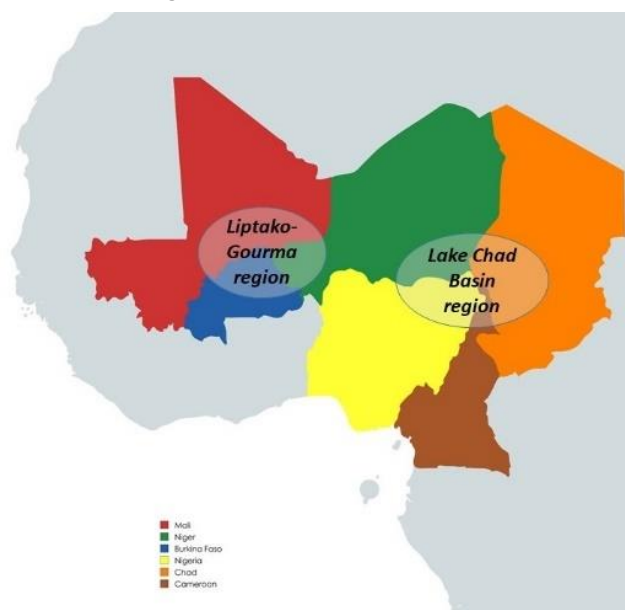 Liptako-
Gourma
region
Lake Chad
Basin
region
Mali
Niger
Burkina Faso
Nigeria
Chad
Cameroon